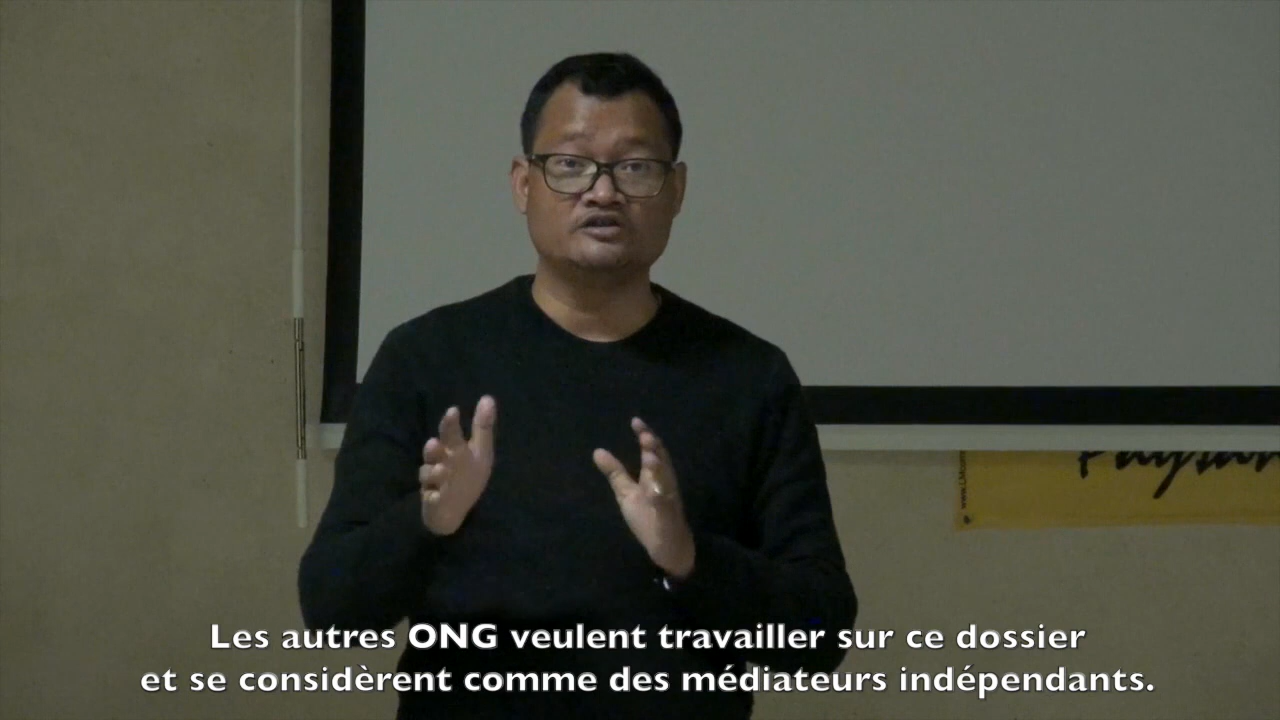 Les autres ONG veulent travailler sur ce dossier
et se considèrent comme des médiateurs indépendants.